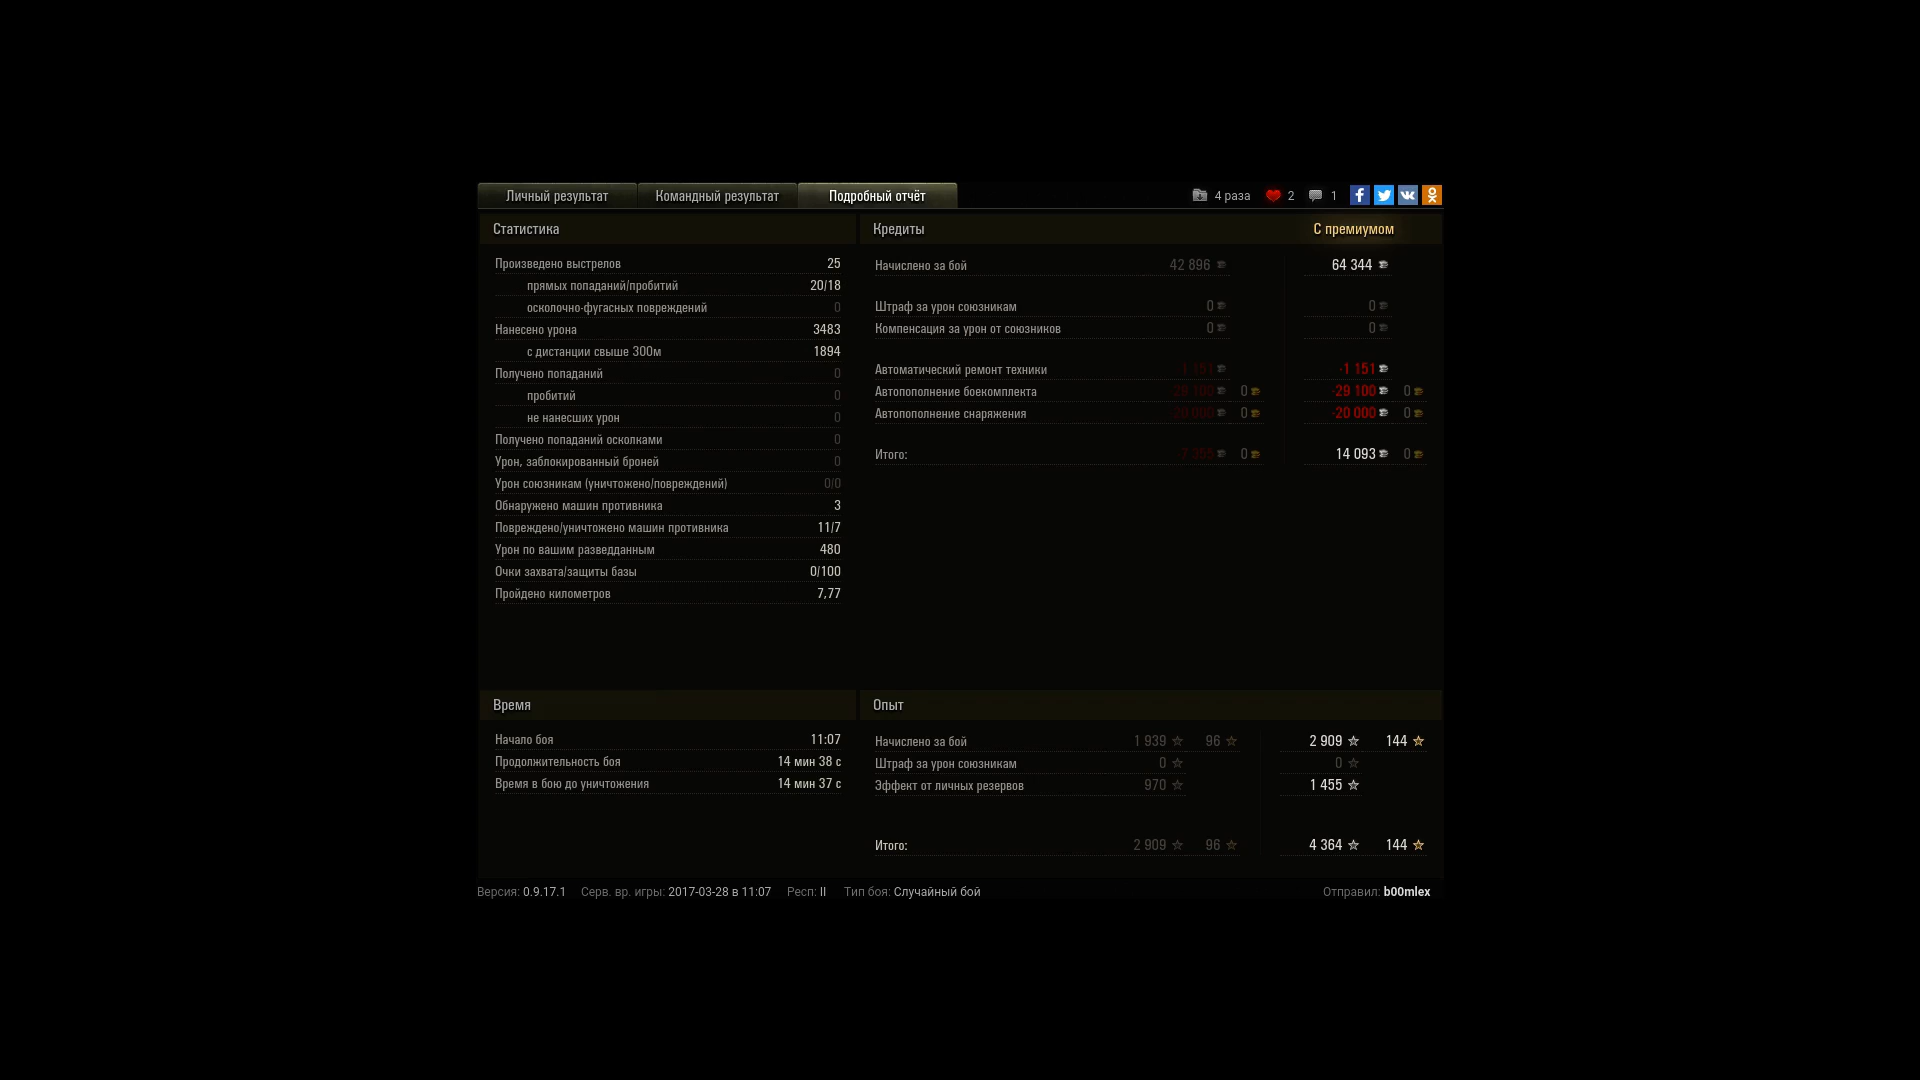 Личный результат Командный результат Подробный отчёт 4 раза 2 1
Статистика
Произведено выстрелов 25
прямых попаданий/пробитий 20/18
осколочно-фугасных повреждений 0
Нанесено урона 3483
с дистанции свыше 300м 1894
Получено попаданий 0
пробитий 0
не нанесших урон 0
Получено попаданий осколками 0
Урон, заблокированный броней 0
Урон союзникам (уничтожено/повреждений) 0/0
Обнаружено машин противника 3
Повреждено/уничтожено машин противника 11/7
Урон по вашим разведданным 480
Очки захвата/защиты базы 0/100
Пройдено километров 7,77
Кредиты С премиумом
Начислено за бой 42 896 64 344
Штраф за урон союзникам 0 0
Компенсация за урон от союзников 0 0
Автоматический ремонт техники -1 151 -1 151
Автопополнение боекомплекта -29 100 0 -29 100 0
Автопополнение снаряжения -20 000 0 -20 000 0
Итого: -7 355 0 14 093 0
Время
Начало боя 11:07
Продолжительность боя 14 мин 38 с
Время в бою до уничтожения 14 мин 37 с
Опыт
Начислено за бой 1 939 96 2 909 144
Штраф за урон союзникам 0 0
Эффект от личных резервов 970 1 455
Итого: 2 909 96 4 364 144
Версия: 0.9.17.1 Серв. вр. игры: 2017-03-28 в 11:07 Респ: II Тип боя: Случайный бой Отправил: b00mlex